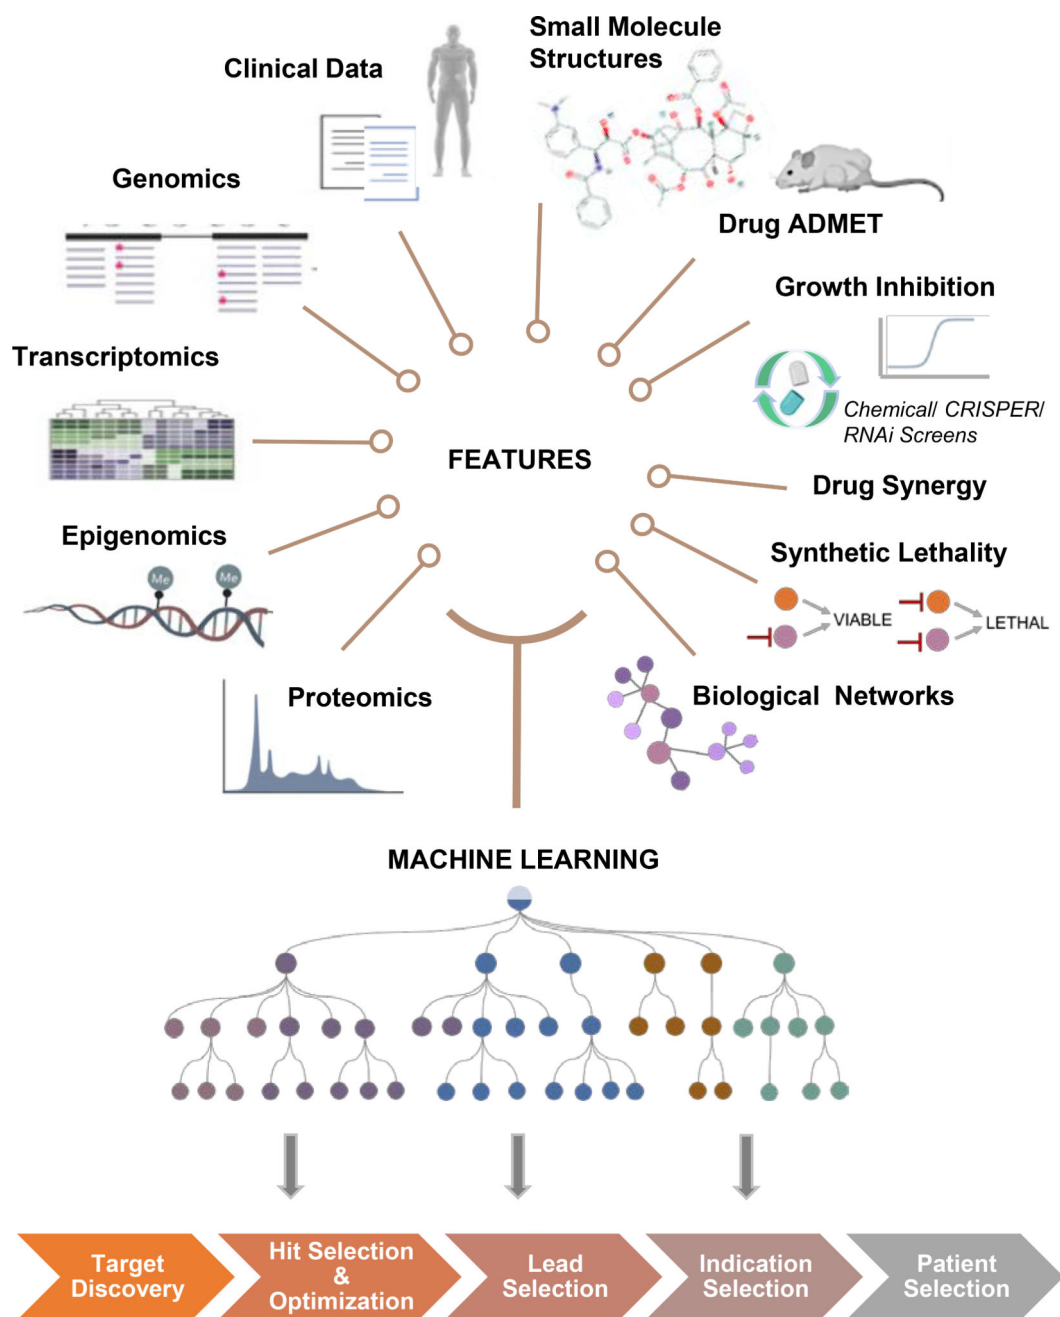 Small Molecule
Structures
Clinical Data
Genomics
Drug ADMET
Growth Inhibition
Transcriptomics
Chemical/ CRISPER/
RNAi Screens
FEATURES
Drug Synergy
Epigenomics
Me
Me
Synthetic Lethality
VIABLE
LETHAL
Proteomics
Biological Networks
MACHINE LEARNING
Target
Discovery
Hit Selection
&
Optimization
Lead
Selection
Indication
Selection
Patient
Selection